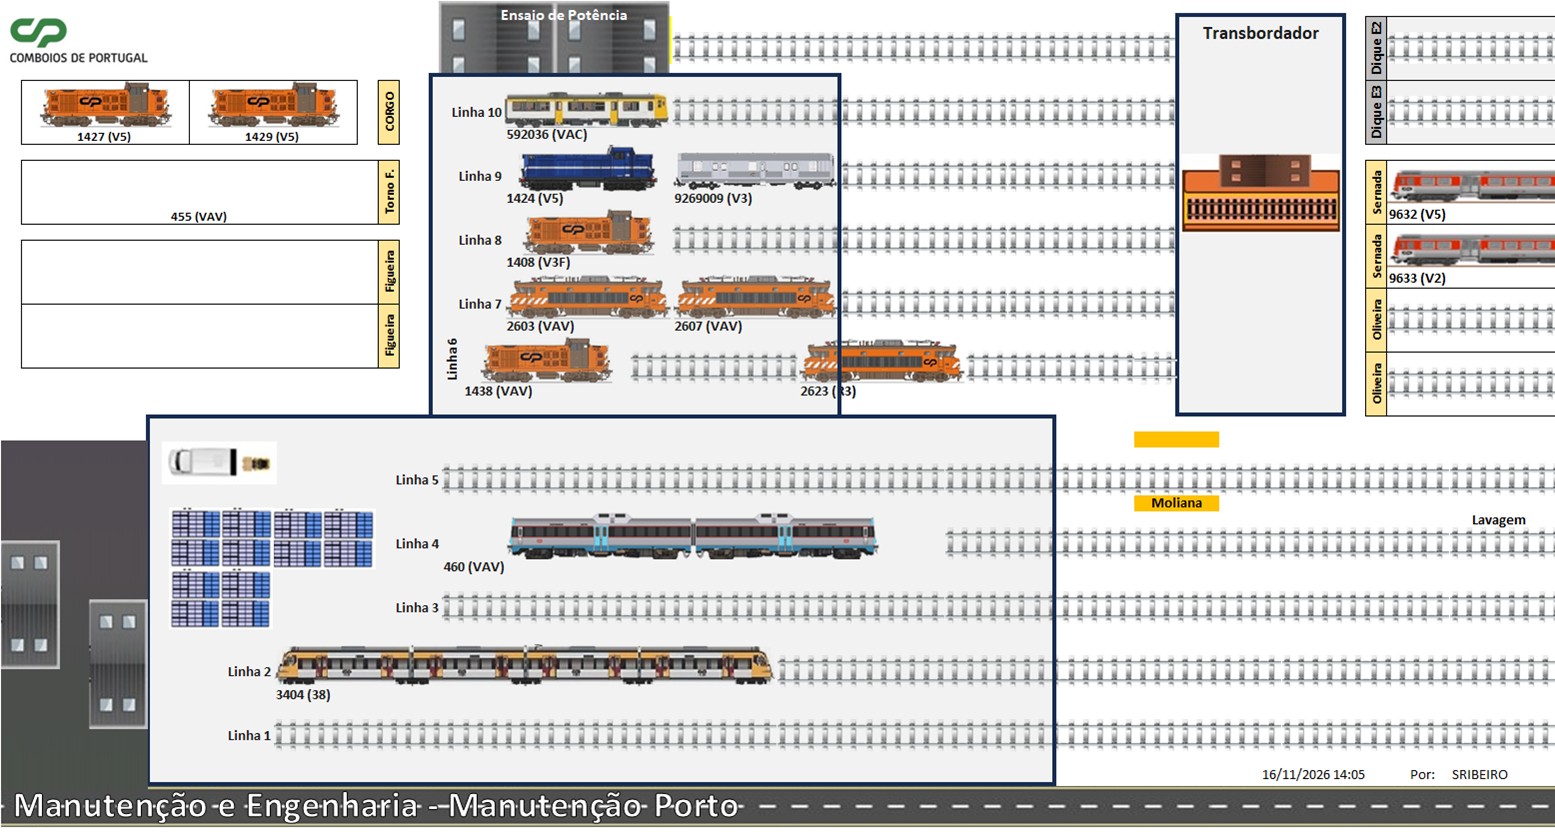 CP
COMBOIOS DE PORTUGAL
Ensaio de Potência
Transbordador
Dique E2
Dique E3
1427 (V5)
1429 (V5)
CORGO
455 (VAV)
Torno F.
Figueira
Figueira
Linha 10
592036 (VAC)
Linha 9
1424 (V5)
9269009 (V3)
Linha 8
1408 (V3F)
Linha 7
2603 (VAV)
2607 (VAV)
Linha 6
1438 (VAV)
2623 (R3)
Sernada
9632 (V5)
Sernada
9633 (V2)
Oliveira
Oliveira
Linha 5
Moliana
Lavagem
Linha 4
460 (VAV)
Linha 3
Linha 2
3404 (38)
Linha 1
16/11/2026 14:05 Por: SRIBEIRO
Manutenção e Engenharia - Manutenção Porto